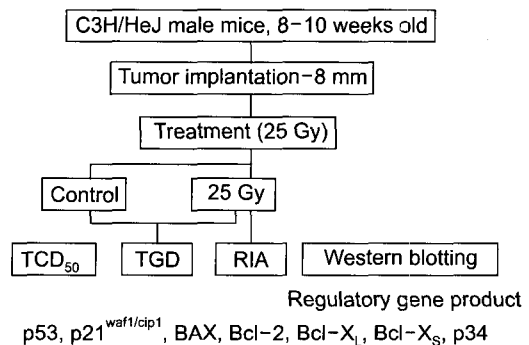 C3H/HeJ male mice, 8-10 weeks old
Tumor implantation-8 mm
Treatment (25 Gy)
Control 25 Gy
TCD50 TGD RIA Western blotting
Regulatory gene product
p53, p21waf1/cip1, BAX, Bcl-2, Bcl-XL, Bcl-XS, p34